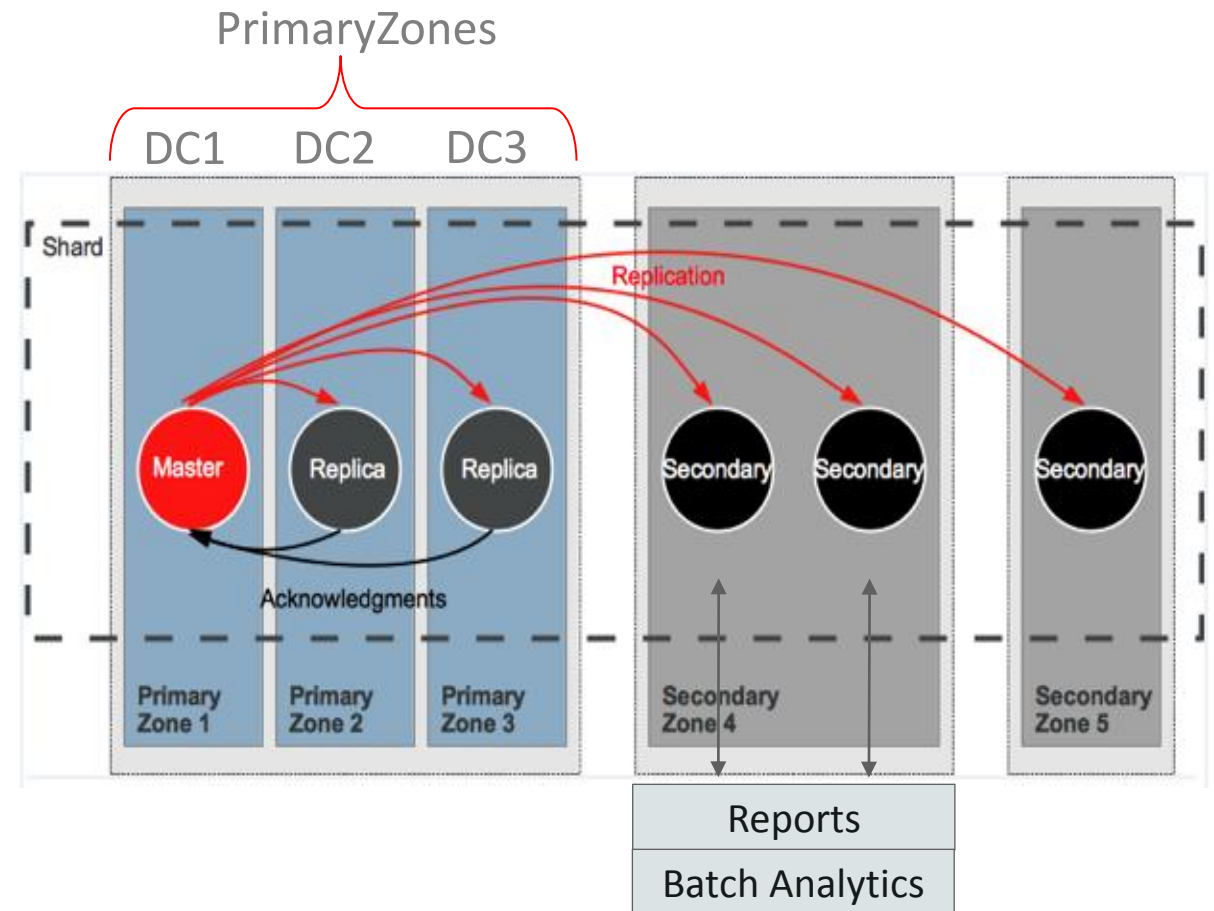 PrimaryZones
DC1 DC2 DC3
Shard
Replication
Master Replica Replica Secondary Secondary Secondary
Acknowledgments
Primary Primary Primary Secondary Secondary
Zone 1 Zone 2 Zone 3 Zone 4 Zone 5
Reports
Batch Analytics